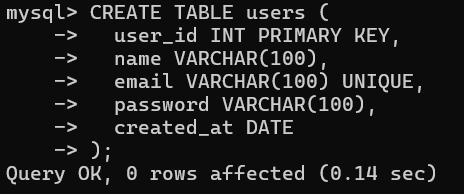 mysql> CREATE TABLE users (
    ->   user_id INT PRIMARY KEY,
    ->   name VARCHAR(100),
    ->   email VARCHAR(100) UNIQUE,
    ->   password VARCHAR(100),
    ->   created_at DATE
    -> );
Query OK, 0 rows affected (0.14 sec)